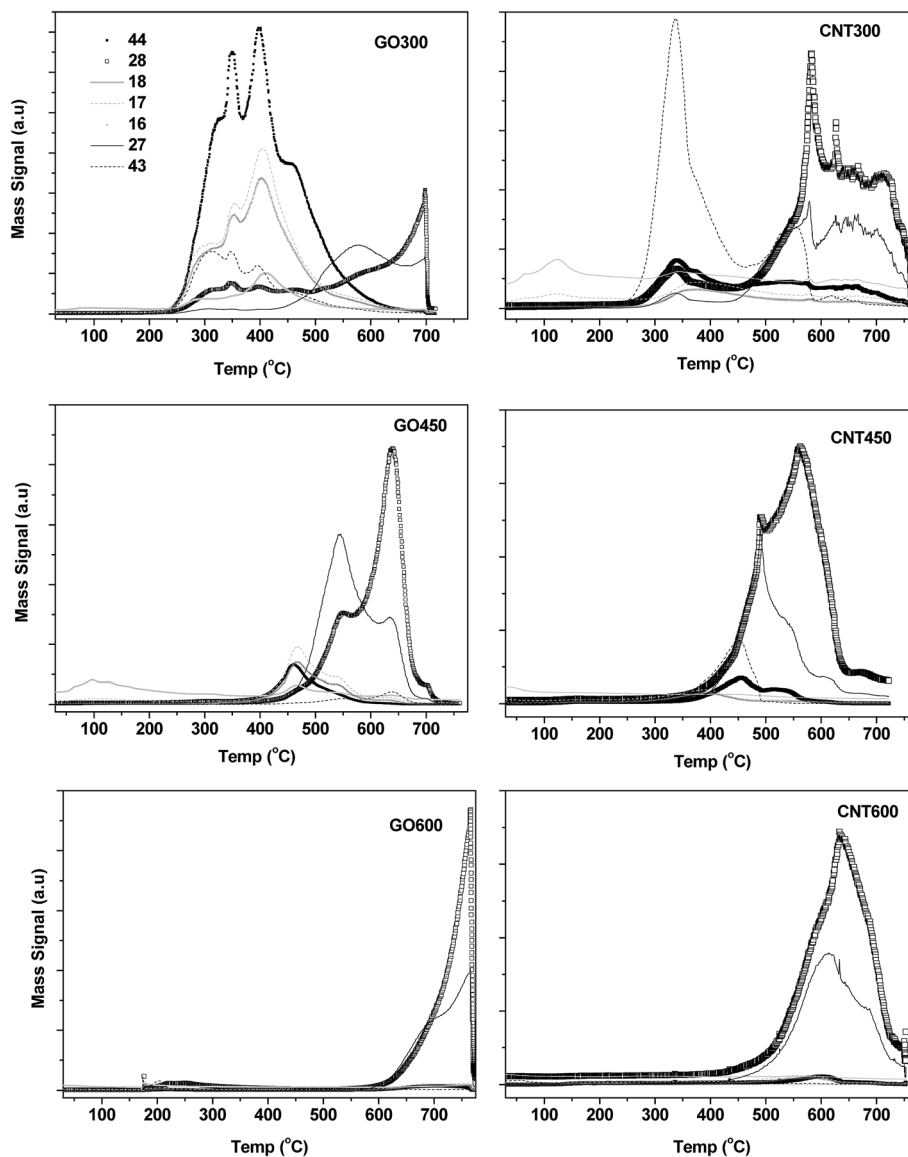 GO300
44
28
18
17
16
27
43
Mass Signal (a.u)
100 200 300 400 500 600 700
Temp (°C)
CNT300
0 100 200 300 400 500 600 700
Temp (°C)
GO450
Mass Signal (a.u)
100 200 300 400 500 600 700
Temp (°C)
CNT450
100 200 300 400 500 600 700
Temp (°C)
GO600
Mass Signal (a.u)
100 200 300 400 500 600 700
Temp (°C)
CNT600
100 200 300 400 500 600 700
Temp (°C)